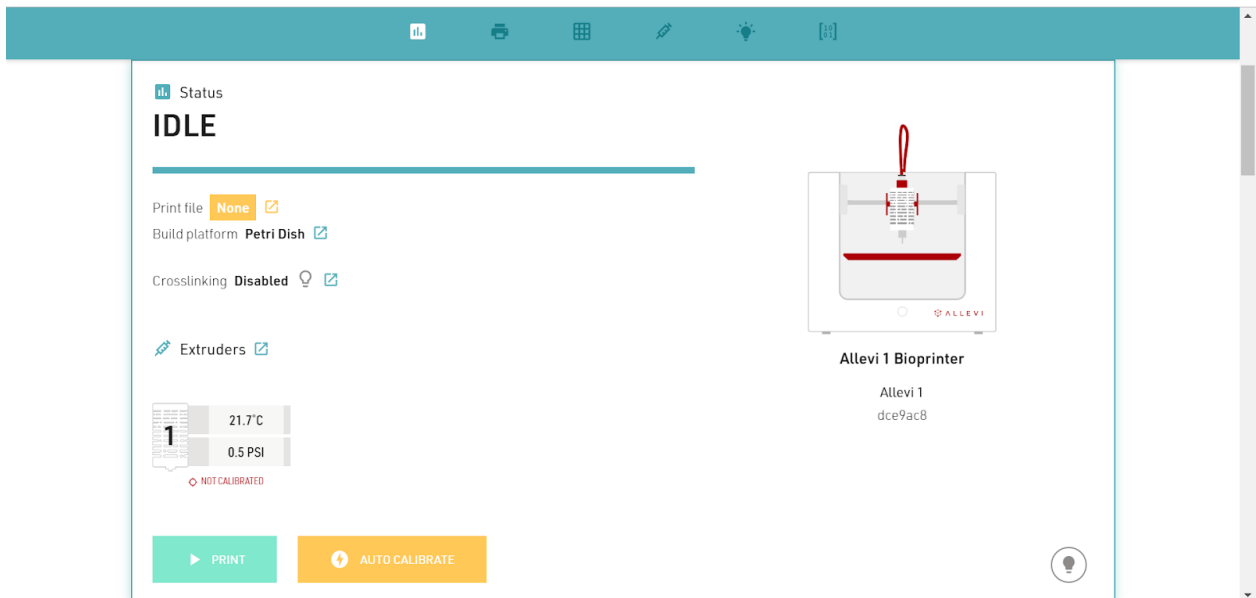 Status
IDLE
Print file None
Build platform Petri Dish
Crosslinking Disabled
Extruders
1
21.7°C
0.5 PSI
NOT CALIBRATED
PRINT
AUTO CALIBRATE
ALLEVI
Allevi 1 Bioprinter
Allevi 1
dce9ac8